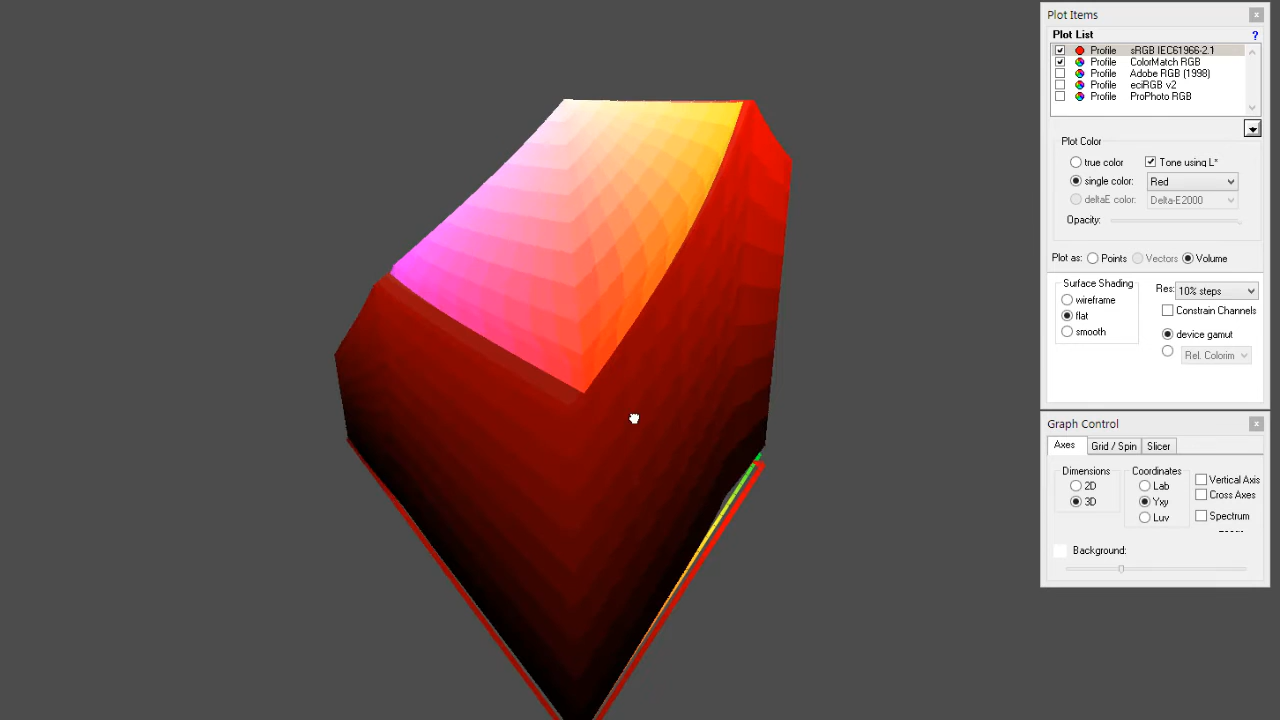 Plot Items x
Plot List ?
Profile sRGB IEC61966-2.1
Profile ColorMatch RGB
Profile Adobe RGB (1998)
Profile eciRGB v2
Profile ProPhoto RGB
Plot Color
true color Tone using L*
single color: Red
deltaE color: Delta-E2000
Opacity:
Plot as: Points Vectors Volume
Surface Shading Res: 10% steps
wireframe Constrain Channels
flat device gamut
smooth Rel. Colorim
Graph Control x
Axes Grid / Spin Slicer
Dimensions Coordinates Vertical Axis
2D Lab Cross Axes
3D Yxy Spectrum
Luv
Background: